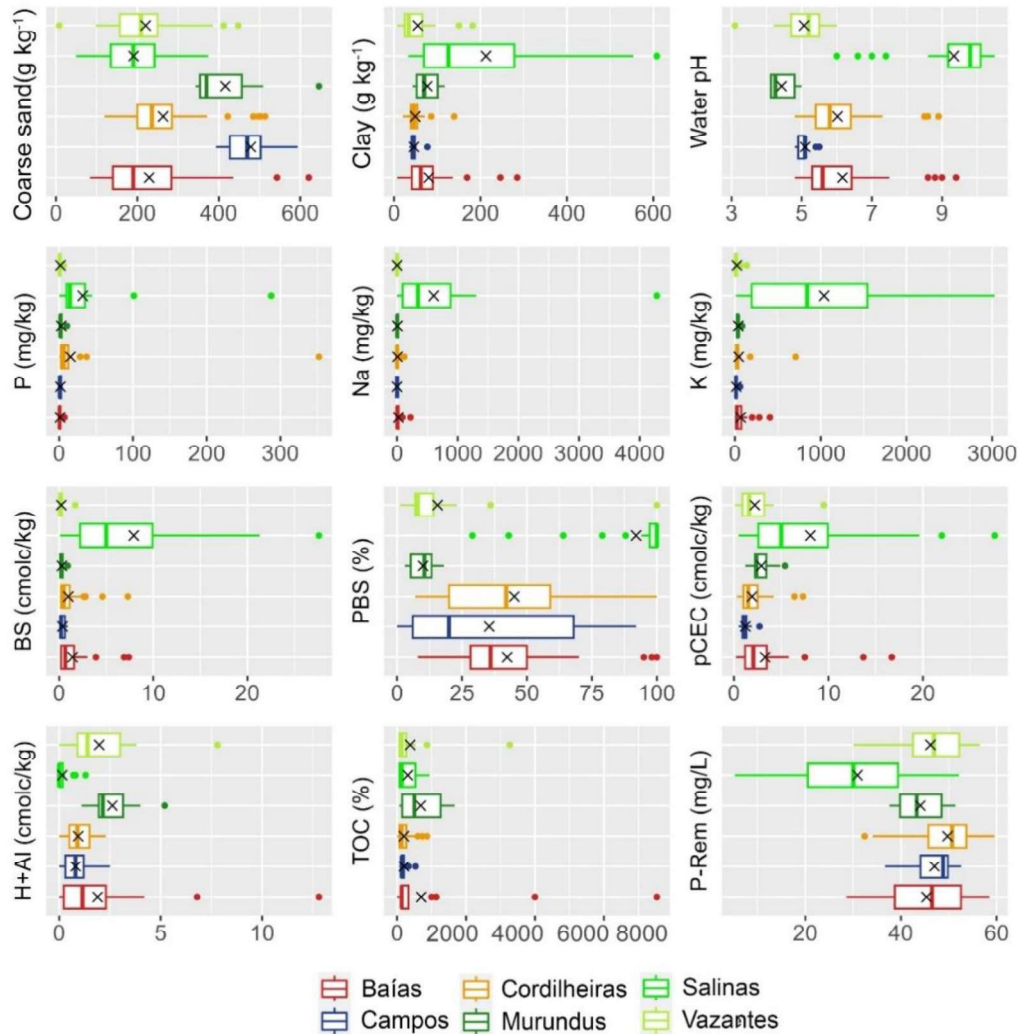 Coarse sand(g kg-1)
0 200 400 600
Clay (g kg-1)
0 200 400 600
Water pH
3 5 7 9
P (mg/kg)
0 100 200 300
Na (mg/kg)
0 1000 2000 3000 4000
K (mg/kg)
0 1000 2000 3000
BS (cmolc/kg)
0 10 20
PBS (%)
0 25 50 75 100
pCEC (cmolc/kg)
0 10 20
H+Al (cmolc/kg)
0 5 10
TOC (%)
0 2000 4000 6000 8000
P-Rem (mg/L)
20 40 60
Baías Cordilheiras Salinas
Campos Murundus Vazantes